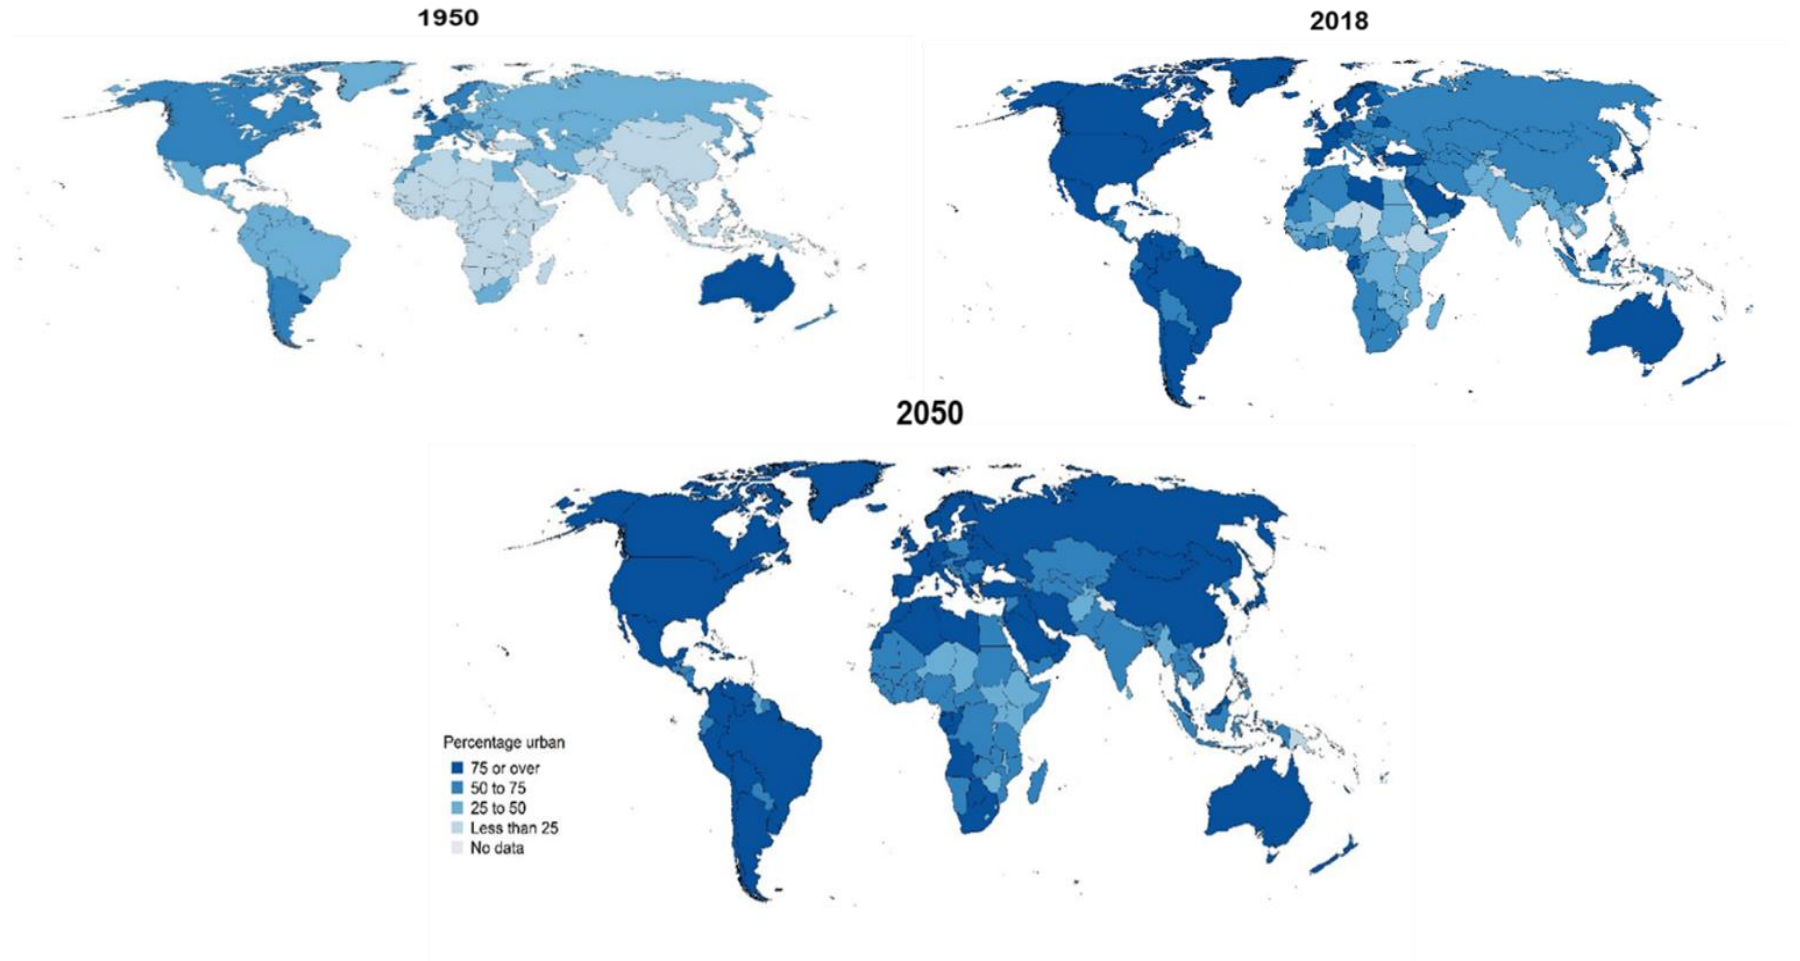 1950
2018
2050
Percentage urban
75 or over
50 to 75
25 to 50
Less than 25
No data